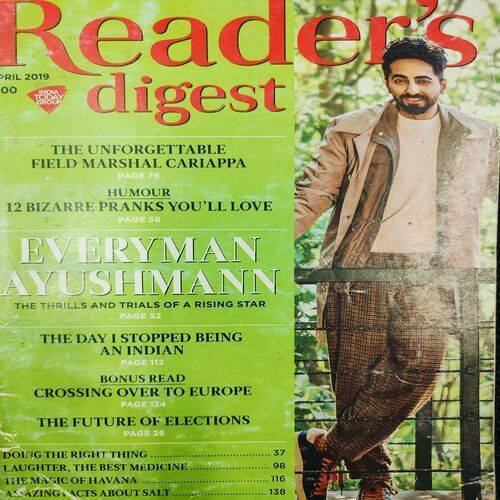 Reader's
digest
PRIL 2019
00
INDIA
TODAY
GROUP
THE UNFORGETTABLE
FIELD MARSHAL CARIAPPA
PAGE 76
HUMOUR
12 BIZARRE PRANKS YOU'LL LOVE
PAGE 58
EVERYMAN
AYUSHMANN
THE THRILLS AND TRIALS OF A RISING STAR
PAGE 52
THE DAY I STOPPED BEING
AN INDIAN
PAGE 112
BONUS READ
CROSSING OVER TO EUROPE
PAGE 124
THE FUTURE OF ELECTIONS
PAGE 26
DOING THE RIGHT THING 37
LAUGHTER, THE BEST MEDICINE 98
THE MAGIC OF HAVANA 116
AMAZING FACTS ABOUT SALT 138